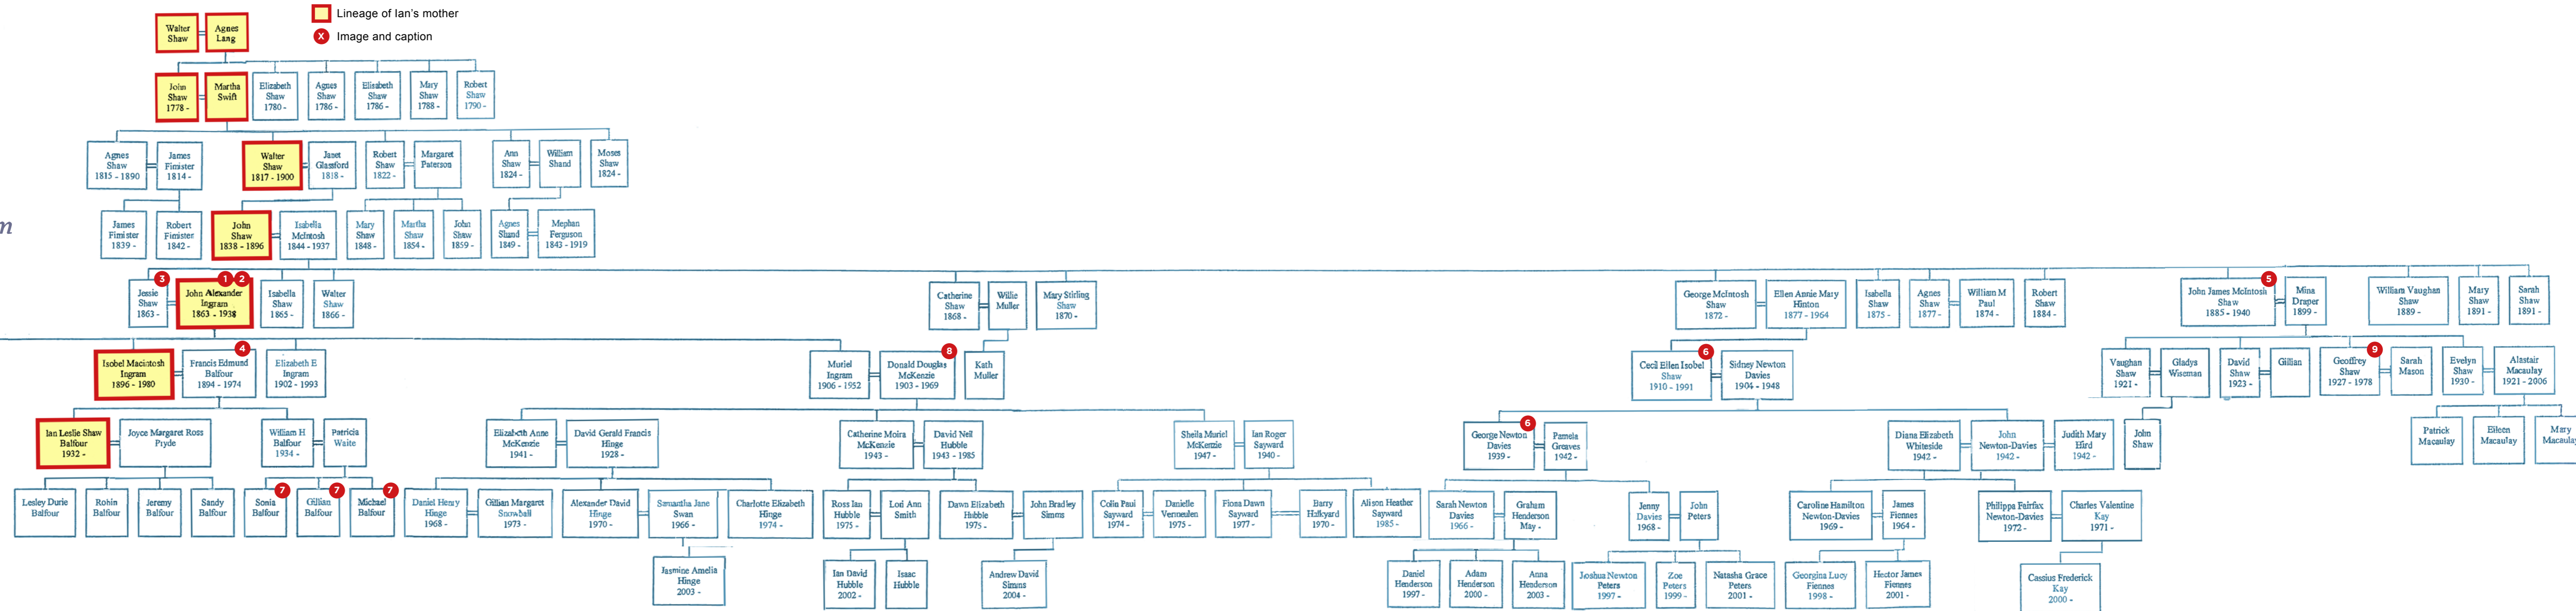 Lineage of Ian's mother
X Image and caption
Walter
Shaw
Agnes
Lang
John
Shaw
1778 -
Martha
Swift
Elizabeth
Shaw
1780 -
Agnes
Shaw
1786 -
Elisabeth
Shaw
1786 -
Mary
Shaw
1788 -
Robert
Shaw
1790 -
Agnes
Shaw
1815 - 1890
James
Fimister
1814 -
Walter
Shaw
1817 - 1900
Janet
Glassford
1818 -
Robert
Shaw
1822 -
Margaret
Paterson
Ann
Shaw
1824 -
William
Shand
Moses
Shaw
1824 -
n
James
Fimister
1839 -
Robert
Fimister
1842 -
John
Shaw
1838 - 1896
Isabella
McIntosh
1844 - 1937
Mary
Shaw
1848 -
Martha
Shaw
1854 -
John
Shaw
1859 -
Agnes
Shand
1849 -
Mephan
Ferguson
1843 - 1919
3
Jessie
Shaw
1863 -
1 2
John Alexander
Ingram
1863 - 1938
Isabella
Shaw
1865 -
Walter
Shaw
1866 -
Catherine
Shaw
1868 -
Willie
Muller
Mary Stirling
Shaw
1870 -
George McIntosh
Shaw
1872 -
Ellen Annie Mary
Hinton
1877 - 1964
Isabella
Shaw
1875 -
Agnes
Shaw
1877 -
William M
Paul
1874 -
Robert
Shaw
1884 -
5
John James McIntosh
Shaw
1885 - 1940
Mina
Draper
1899 -
William Vaughan
Shaw
1889 -
Mary
Shaw
1891 -
Sarah
Shaw
1891 -
Isobel Macintosh
Ingram
1896 - 1980
4
Francis Edmund
Balfour
1894 - 1974
Elizabeth E
Ingram
1902 - 1993
Muriel
Ingram
1906 - 1952
8
Donald Douglas
McKenzie
1903 - 1969
Kath
Muller
6
Cecil Ellen Isobel
Shaw
1910 - 1991
Sidney Newton
Davies
1904 - 1948
Vaughan
Shaw
1921 -
Gladys
Wiseman
David
Shaw
1923 -
Gillian
9
Geoffrey
Shaw
1927 - 1978
Sarah
Mason
Evelyn
Shaw
1930 -
Alastair
Macaulay
1921 - 2006
Ian Leslie Shaw
Balfour
1932 -
Joyce Margaret Ross
Pryde
William H
Balfour
1934 -
Patricia
Waite
Elizabeth Anne
McKenzie
1941 -
David Gerald Francis
Hinge
1928 -
Catherine Moira
McKenzie
1943 -
David Neil
Hubble
1943 - 1985
Sheila Muriel
McKenzie
1947 -
Ian Roger
Sayward
1940 -
6
George Newton
Davies
1939 -
Pamela
Greaves
1942 -
Diana Elizabeth
Whiteside
1942 -
John
Newton-Davies
1942 -
Judith Mary
Hird
1942 -
John
Shaw
Patrick
Macaulay
Eileen
Macaulay
Mary
Macaulay
Lesley Durie
Balfour
Robin
Balfour
Jeremy
Balfour
Sandy
Balfour
7
Sonia
Balfour
7
Gillian
Balfour
7
Michael
Balfour
Daniel Henry
Hinge
1968 -
Gillian Margaret
Snowball
1973 -
Alexander David
Hinge
1970 -
Samantha Jane
Swan
1966 -
Charlotte Elizabeth
Hinge
1974 -
Ross Ian
Hubble
1975 -
Lori Ann
Smith
Dawn Elizabeth
Hubble
1975 -
John Bradley
Simms
Colin Paul
Sayward
1974 -
Danielle
Vermeulen
1975 -
Fiona Dawn
Sayward
1977 -
Barry
Halkyard
1970 -
Alison Heather
Sayward
1985 -
Sarah Newton
Davies
1966 -
Graham
Henderson
May -
Jenny
Davies
1968 -
John
Peters
Caroline Hamilton
Newton-Davies
1969 -
James
Fiennes
1964 -
Philippa Fairfax
Newton-Davies
1972 -
Charles Valentine
Kay
1971 -
Jasmine Amelia
Hinge
2003 -
Ian David
Hubble
2002 -
Isaac
Hubble
Andrew David
Simms
2004 -
Daniel
Henderson
1997 -
Adam
Henderson
2000 -
Anna
Henderson
2003 -
Joshua Newton
Peters
1997 -
Zoe
Peters
1999 -
Natasha Grace
Peters
2001 -
Georgina Lucy
Fiennes
1998 -
Hector James
Fiennes
2001 -
Cassius Frederick
Kay
2000 -